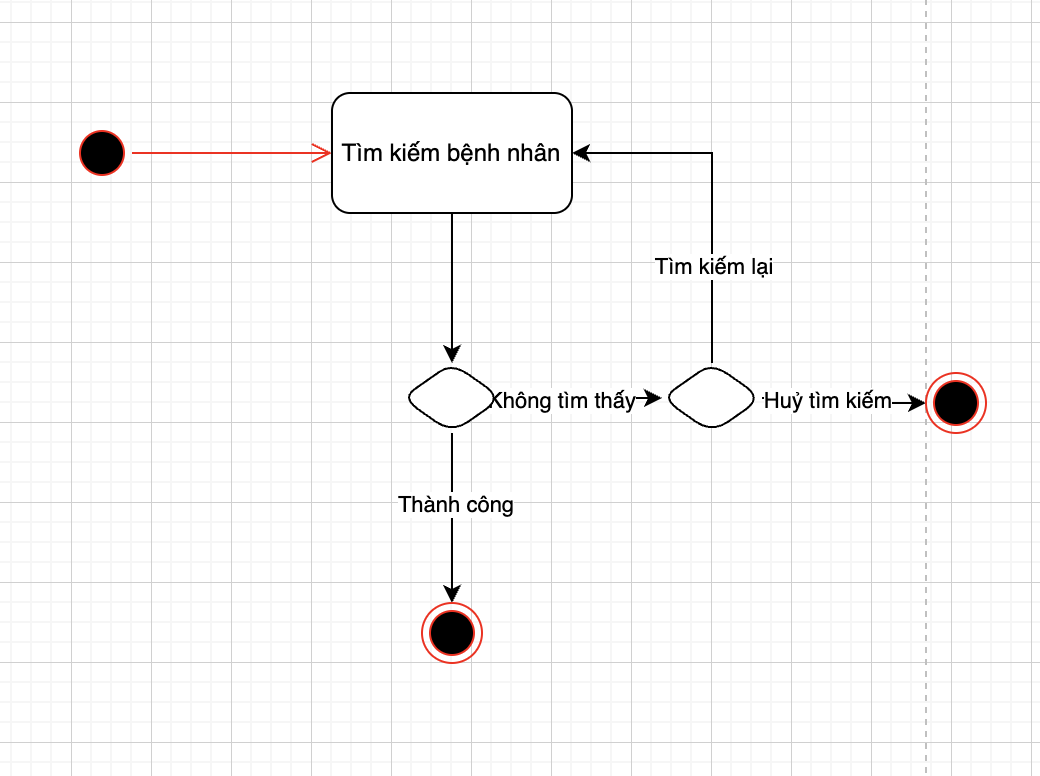 Tìm kiếm bệnh nhân
Tìm kiếm lại
Không tìm thấy
Huỷ tìm kiếm
Thành công